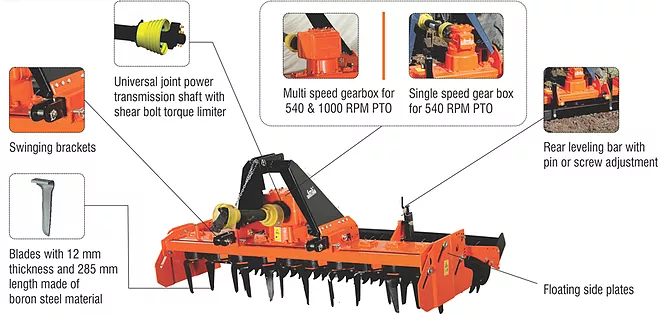 Universal joint power
transmission shaft with
shear bolt torque limiter
Multi speed gearbox for
540 & 1000 RPM PTO
Single speed gear box
for 540 RPM PTO
Swinging brackets
Rear leveling bar with
pin or screw adjustment
Blades with 12 mm
thickness and 285 mm
length made of
boron steel material
Floating side plates